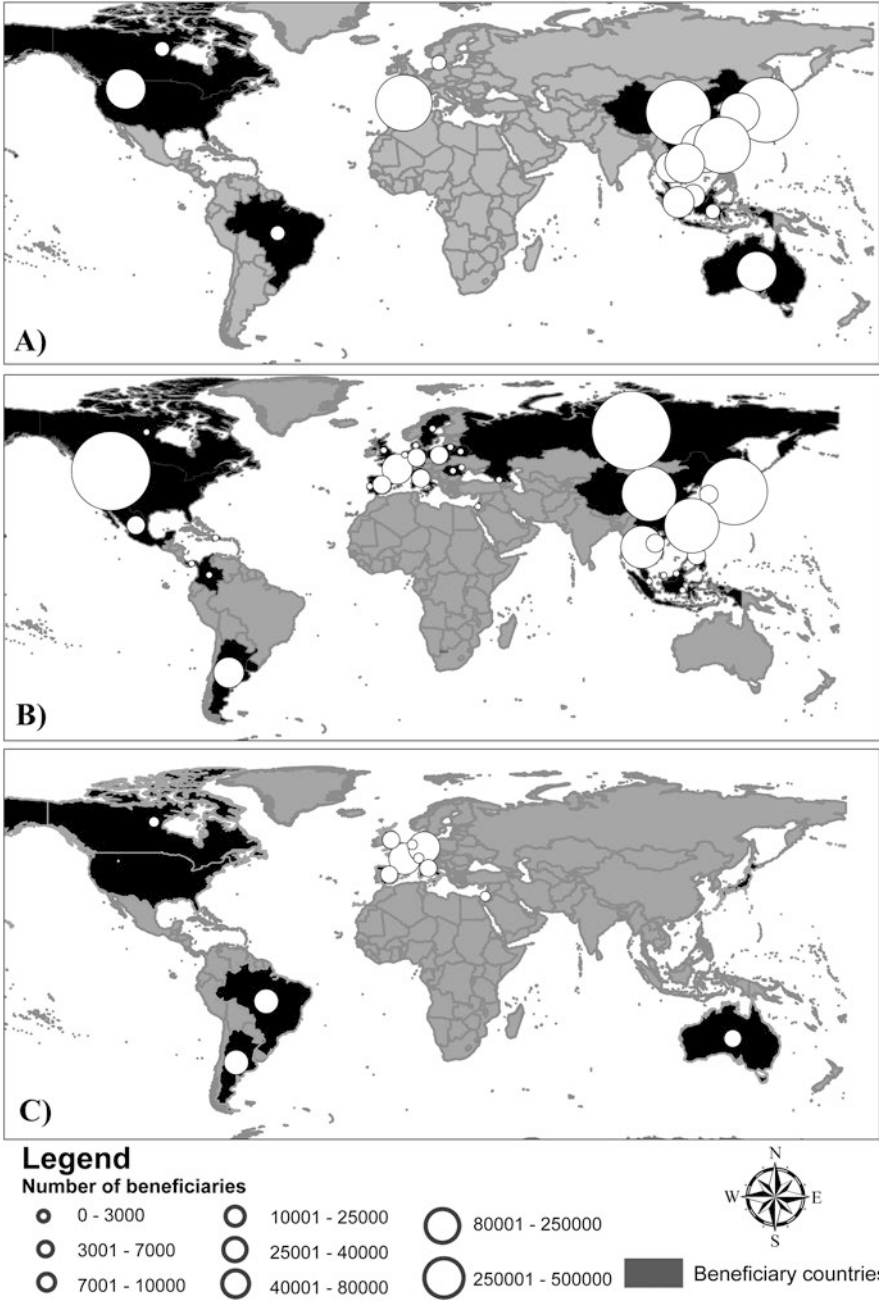 A)
B)
C)
Legend
Number of beneficiaries
0 - 3000
3001 - 7000
7001 - 10000
10001 - 25000
25001 - 40000
40001 - 80000
80001 - 250000
250001 - 500000
N
W E
S
Beneficiary countries